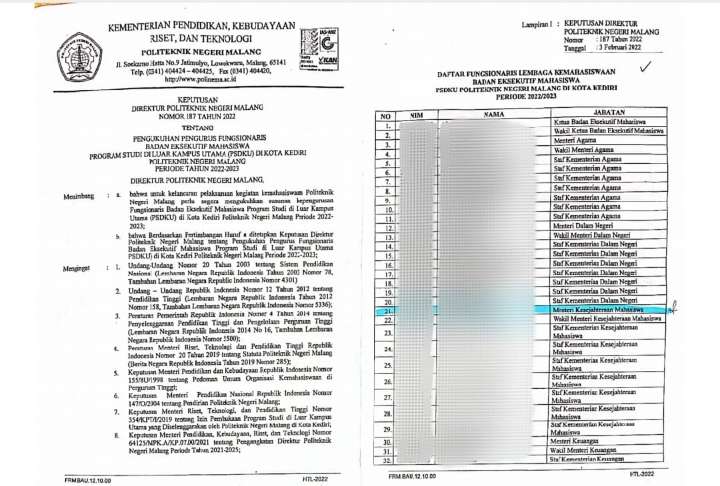 KEMENTERIAN PENDIDIKAN, KEBUDAYAAN
RISET, DAN TEKNOLOGI
POLITEKNIK NEGERI MALANG
Jl. Soekarno Hatta No.9 Jatimulyo, Lowokwaru, Malang, 65141
Telp. (0341) 404424 – 404425, Fax (0341) 404420,
http://www.polinema.ac.id
KEPUTUSAN
DIREKTUR POLITEKNIK NEGERI MALANG
NOMOR 187 TAHUN 2022
TENTANG
PENGUKUHAN PENGURUS FUNGSIONARIS
BADAN EKSEKUTIF MAHASISWA
PROGRAM STUDI DI LUAR KAMPUS UTAMA (PSDKU) DI KOTA KEDIRI
POLITEKNIK NEGERI MALANG
PERIODE TAHUN 2022-2023
DIREKTUR POLITEKNIK NEGERI MALANG,
Menimbang : a. bahwa untuk kelancaran pelaksanaan kegiatan kemahasiswaan Politeknik
Negeri Malang perlu segera mengukuhkan susunan kepengurusan
Fungsionaris Badan Eksekutif Mahasiswa Program Studi di Luar Kampus
Utama (PSDKU) di Kota Kediri Politeknik Negeri Malang Periode 2022-
2023;
b. bahwa Berdasarkan Pertimbangan Huruf a ditetapkan Keputusan Direktur
Politeknik Negeri Malang tentang Pengukuhan Pengurus Fungsionaris
Badan Eksekutif Mahasiswa Program Studi di Luar Kampus Utama (PSDKU)
di Kota Kediri Politeknik Negeri Malang Periode 2022-2023;
Mengingat : 1. Undang-Undang Nomor 20 Tahun 2003 tentang Sistem Pendidikan
Nasional (Lembaran Negara Republik Indonesia Tahun 2003 Nomor 78,
Tambahan Lembaran Negara Republik Indonesia Nomor 4301)
2. Undang – Undang Republik Indonesia Nomor 12 Tahun 2012 tentang
Pendidikan Tinggi (Lembaran Negara Republik Indonesia Tahun 2012
Nomor 158, Tambahan Lembaran Negara Republik Indonesia Nomor 5336);
3. Peraturan Pemerintah Republik Indonesia Nomor 4 Tahun 2014 tentang
Penyelenggaraan Pendidikan Tinggi dan Pengelolaan Perguruan Tinggi
(Lembaran Negara Republik Indonesia 2014 No 16, Tambahan Lembaran
Negara Republik Indonesia Nomor 5500);
4. Peraturan Menteri Riset, Teknologi dan Pendidikan Tinggi Republik
Indonesia Nomor 20 Tahun 2019 tentang Statuta Politeknik Negeri Malang
(Berita Negara Republik Indonesia Tahun 2019 Nomor 285);
5. Keputusan Menteri Pendidikan dan Kebudayaan Republik Indonesia Nomor
155/8U/1998 tentang Pedoman Umum Organisasi Kemahasiswaan di
Perguruan Tinggi;
6. Keputusan Menteri Pendidikan Nasional Republik Indonesia Nomor
147/O/2004 tentang Pendirian Politeknik Negeri Malang;
7. Keputusan Menteri Riset, Teknologi, dan Pendidikan Tinggi Nomor
354/KPT/I/2019 tentang Izin Pembukaan Program Studi di Luar Kampus
Utama yang Diselenggarakan oleh Politeknik Negeri Malang di Kota Kediri;
8. Keputusan Menteri Pendidikan, Kebudayaan, Riset, dan Teknologi Nomor
64125/MPK.A/KP.07.00/2021 tentang Pengangkatan Direktur Politeknik
Negeri Malang Periode Tahun 2021-2025;
FRM.BAU.12.10.00
HTL-2022
Lampiran I : KEPUTUSAN DIREKTUR
POLITEKNIK NEGERI MALANG
Nomor : 187 Tahun 2022
Tanggal : 3 Februari 2022
DAFTAR FUNGSIONARIS LEMBAGA KEMAHASISWAAN
BADAN EKSEKUTIF MAHASISWA
PSDKU POLITEKNIK NEGERI MALANG DI KOTA KEDIRI
PERIODE 2022/2023
NO NIM NAMA JABATAN
1. Ketua Badan Eksekutif Mahasiswa
2. Wakil Ketua Badan Eksekutif Mahasiswa
3. Menteri Agama
4. Wakil Menteri Agama
5. Staf Kementerian Agama
6. Staf Kementerian Agama
7. Staf Kementerian Agama
8. Staf Kementerian Agama
9. Staf Kementerian Agama
10. Staf Kementerian Agama
11. Staf Kementerian Agama
12. Menteri Dalam Negeri
13. Wakil Menteri Dalam Negeri
14. Staf Kementerian Dalam Negeri
15. Staf Kementerian Dalam Negeri
16. Staf Kementerian Dalam Negeri
17. Staf Kementerian Dalam Negeri
18. Staf Kementerian Dalam Negeri
19. Staf Kementerian Dalam Negeri
20. Staf Kementerian Dalam Negeri
21. Menteri Kesejahteraan Mahasiswa
22. Wakil Menteri Kesejahteraan Mahasiswa
23. Staf Kementerian Kesejahteraan
Mahasiswa
24. Staf Kementerian Kesejahteraan
Mahasiswa
25. Staf Kementerian Kesejahteraan
Mahasiswa
26. Staf Kementerian Kesejahteraan
Mahasiswa
27. Staf Kementerian Kesejahteraan
Mahasiswa
28. Staf Kementerian Kesejahteraan
Mahasiswa
29. Staf Kementerian Kesejahteraan
Mahasiswa
30. Menteri Keuangan
31. Wakil Menteri Keuangan
32. Staf Kementerian Keuangan
FRM.BAU.12.10.00
HTL-2022